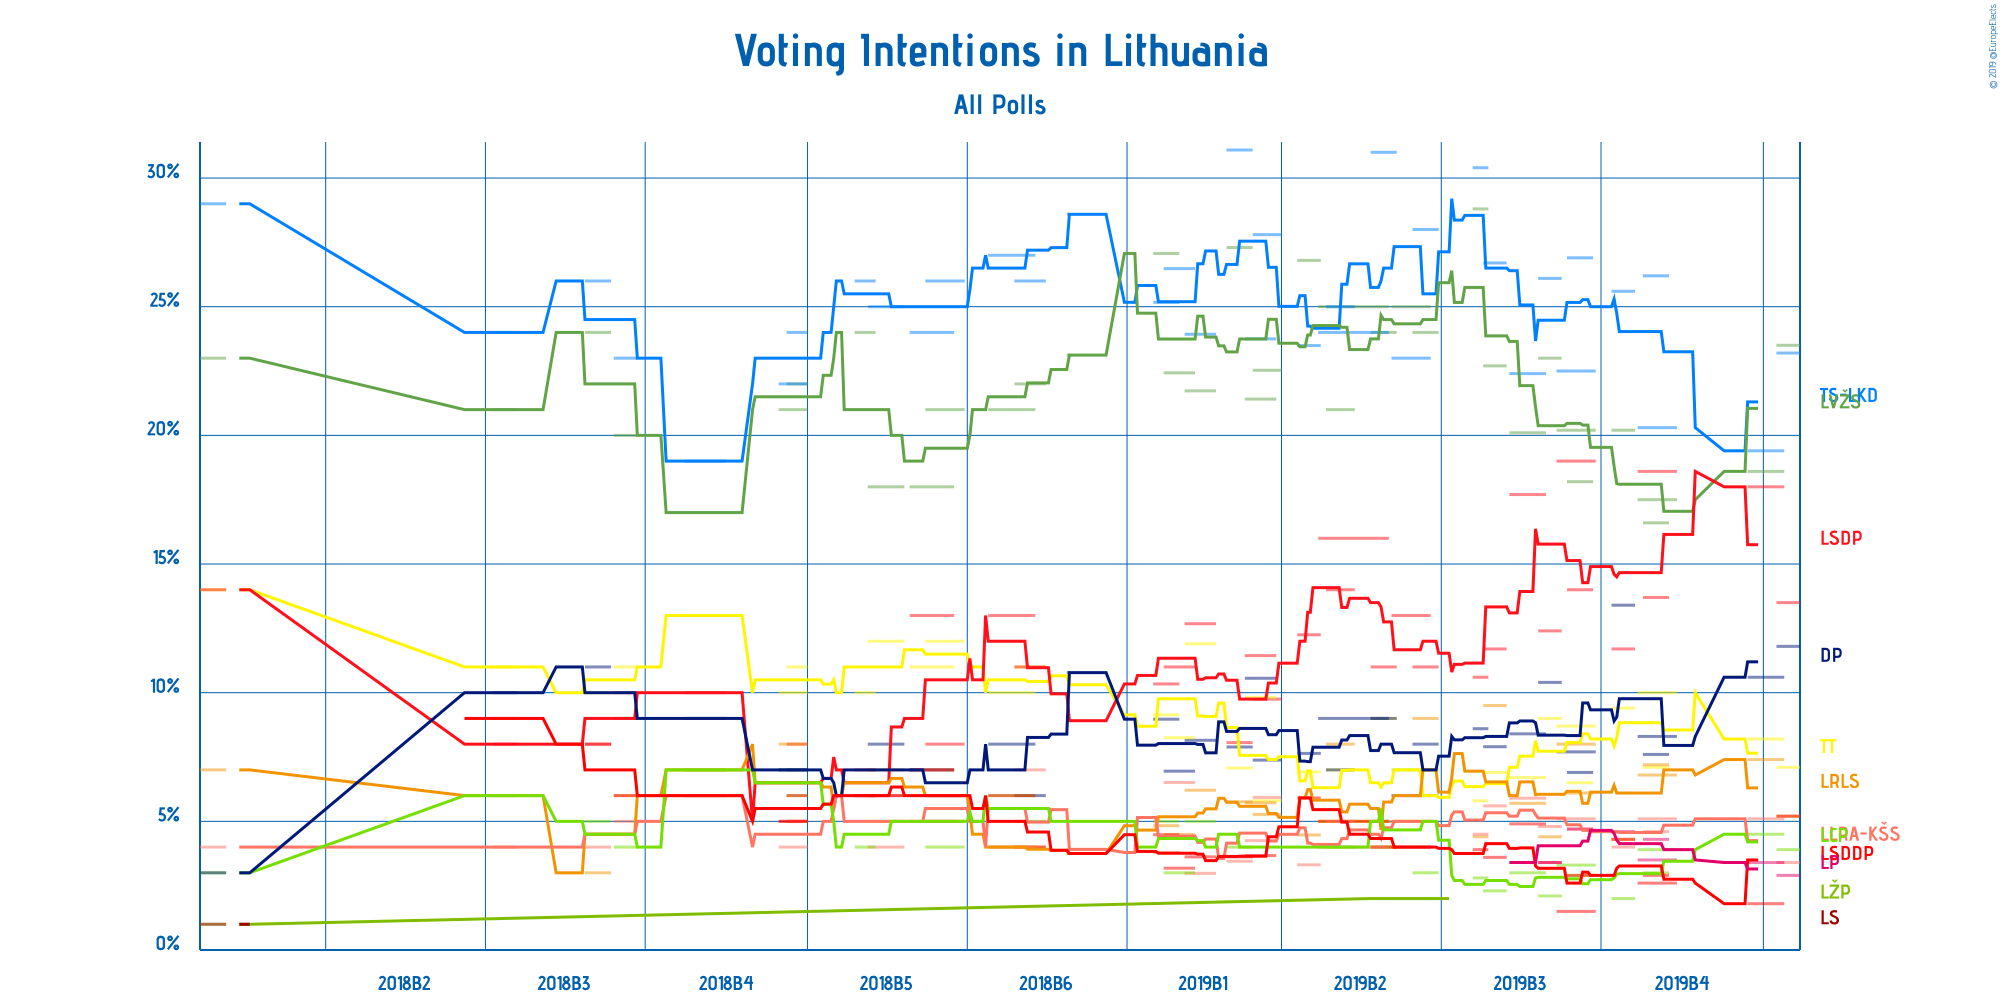 © 2019 @EuropeElects
Voting Intentions in Lithuania
All Polls
30%
25%
20%
15%
10%
5%
0%
TS-LKD
LVŽS
LSDP
DP
TT
LRLS
LLRA-KŠS
LSDDP
LP
LŽP
LS
2018B2
2018B3
2018B4
2018B5
2018B6
2019B1
2019B2
2019B3
2019B4